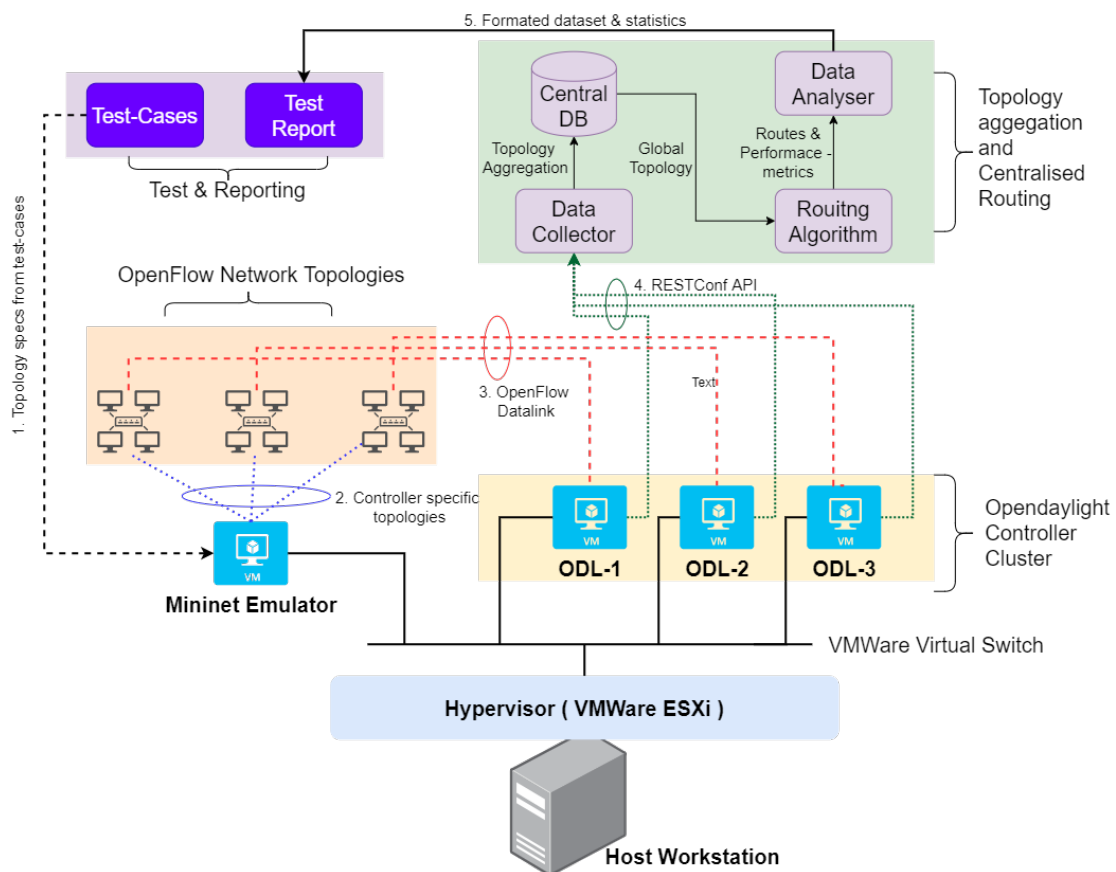 5. Formated dataset & statistics
Test-Cases
Test
Report
Test & Reporting
Central
DB
Data
Analyser
Topology
Aggregation
Global
Topology
Routes &
Performace -
metrics
Data
Collector
Rouitng
Algorithm
Topology
aggegation
and
Centralised
Routing
1. Topology specs from test-cases
OpenFlow Network Topologies
4. RESTConf API
3. OpenFlow
Datalink
Text
2. Controller specific
topologies
VM
Mininet Emulator
VM
ODL-1
VM
ODL-2
VM
ODL-3
Opendaylight
Controller
Cluster
VMWare Virtual Switch
Hypervisor ( VMWare ESXi )
Host Workstation